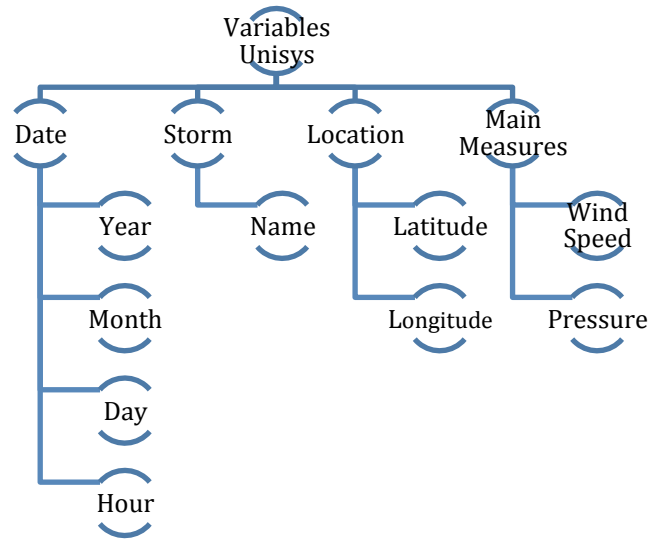 Variables
Unisys
Date
Storm
Location
Main
Measures
Year
Name
Latitude
Wind
Speed
Month
Longitude
Pressure
Day
Hour